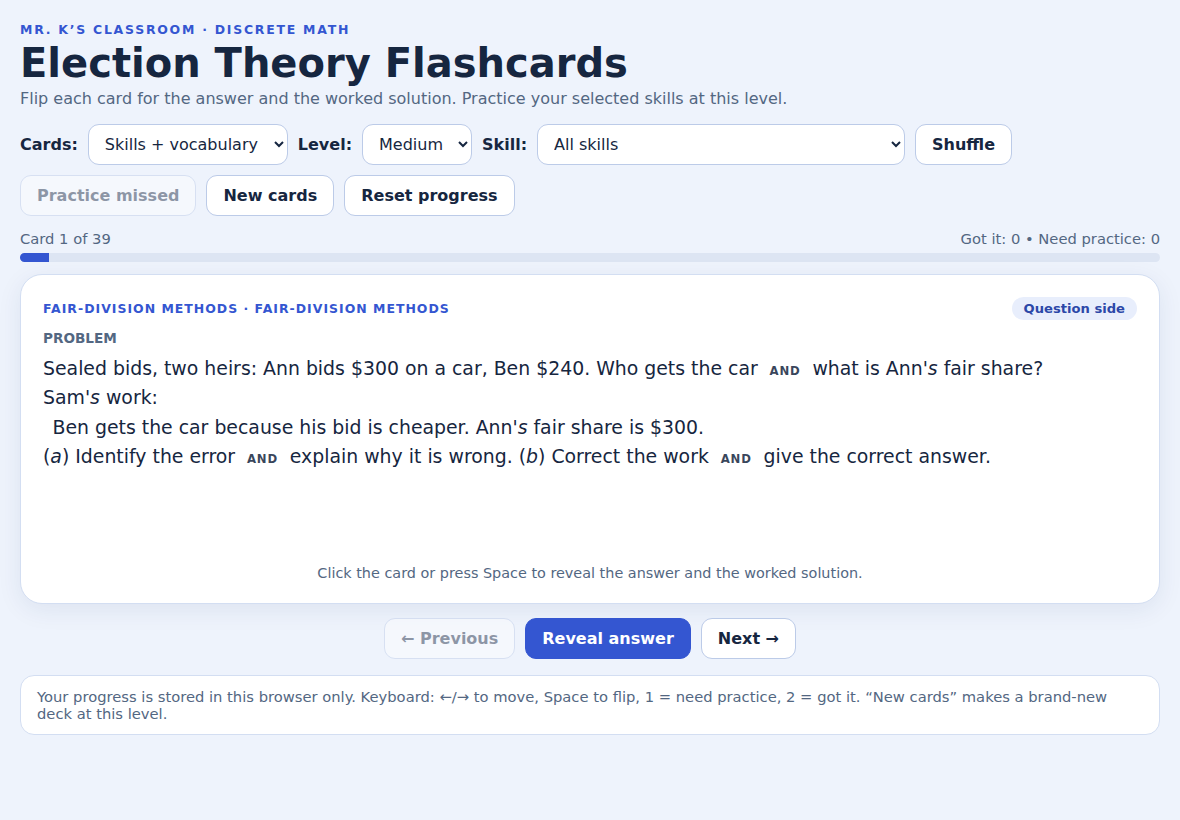 MR. K’S CLASSROOM · DISCRETE MATH
Election Theory Flashcards
Flip each card for the answer and the worked solution. Practice your selected skills at this level.
Cards: Skills + vocabulary Level: Medium Skill: All skills Shuffle
Practice missed New cards Reset progress
Card 1 of 39 Got it: 0 • Need practice: 0
FAIR-DIVISION METHODS · FAIR-DIVISION METHODS Question side
PROBLEM
Sealed bids, two heirs: Ann bids $300 on a car, Ben $240. Who gets the car AND what is Ann's fair share?
Sam's work:
Ben gets the car because his bid is cheaper. Ann's fair share is $300.
(a) Identify the error AND explain why it is wrong. (b) Correct the work AND give the correct answer.
Click the card or press Space to reveal the answer and the worked solution.
← Previous Reveal answer Next →
Your progress is stored in this browser only. Keyboard: ←/→ to move, Space to flip, 1 = need practice, 2 = got it. “New cards” makes a brand-new
deck at this level.